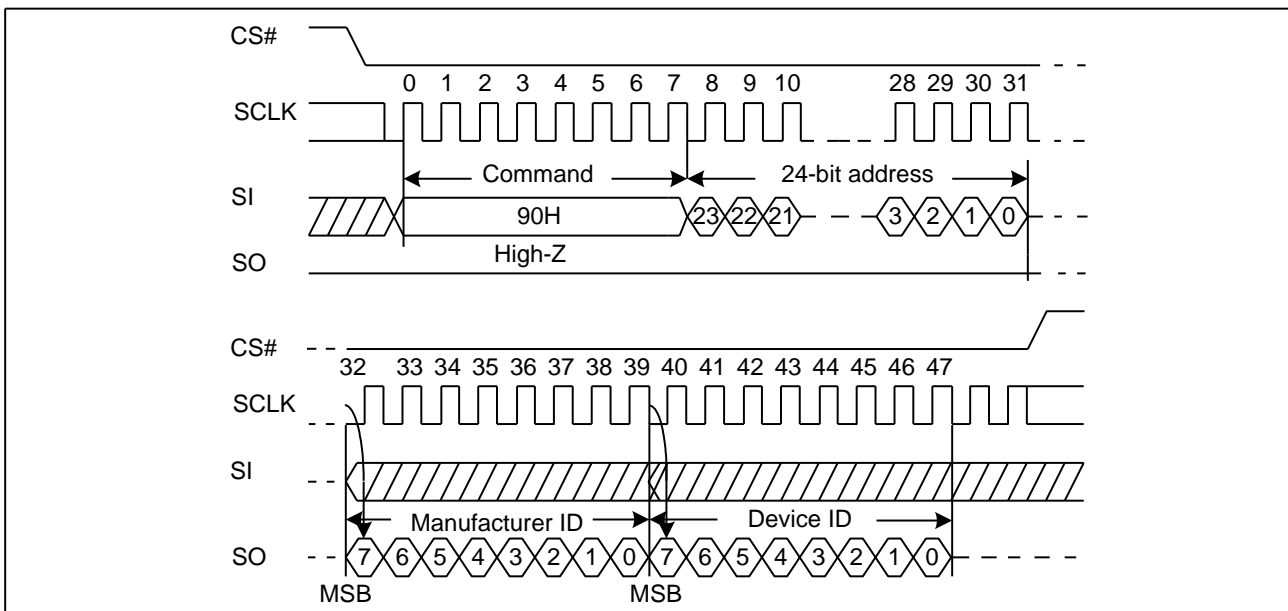 CS#
0 1 2 3 4 5 6 7 8 9 10 28 29 30 31
SCLK
Command 24-bit address
SI
90H 23 22 21 3 2 1 0
High-Z
SO
CS#
32 33 34 35 36 37 38 39 40 41 42 43 44 45 46 47
SCLK
SI
Manufacturer ID Device ID
SO 7 6 5 4 3 2 1 0 7 6 5 4 3 2 1 0
MSB MSB